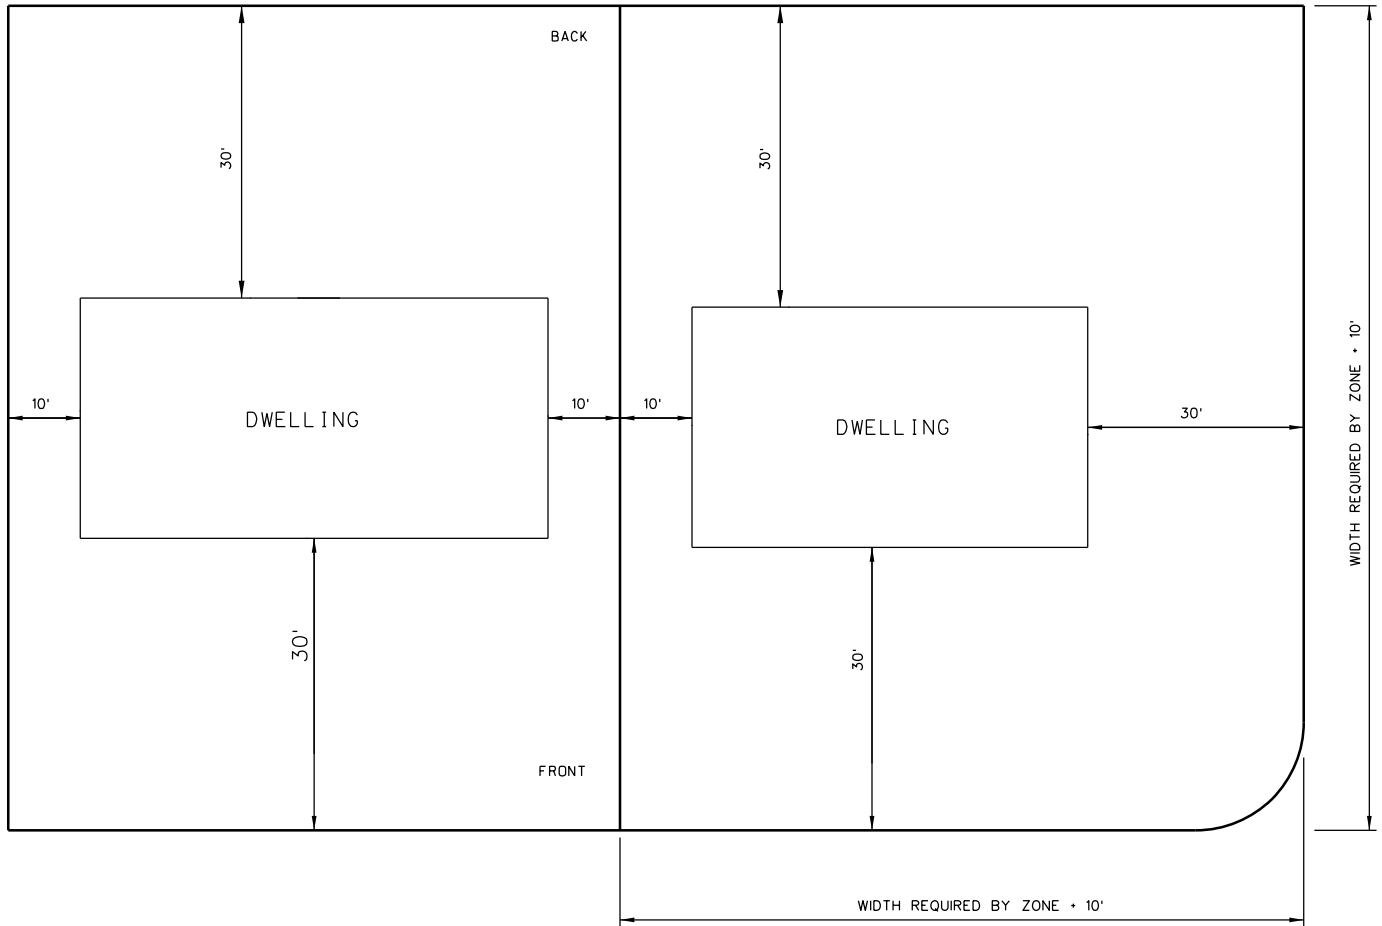 BACK
30'
30'
10'
DWELLING
10'
10'
DWELLING
30'
WIDTH REQUIRED BY ZONE + 10'
30'
30'
FRONT
WIDTH REQUIRED BY ZONE + 10'